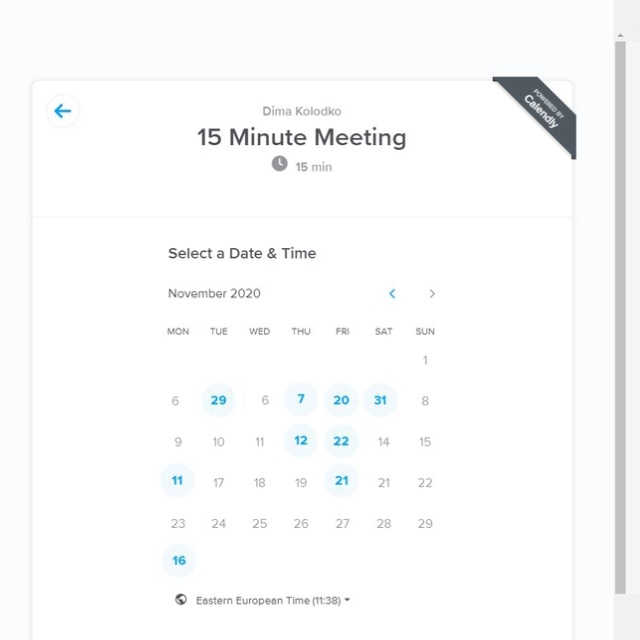 POWERED BY
Calendly
Dima Kolodko
15 Minute Meeting
15 min
Select a Date & Time
November 2020
MON TUE WED THU FRI SAT SUN
1
6 29 6 7 20 31 8
9 10 11 12 22 14 15
11 17 18 19 21 21 22
23 24 25 26 27 28 29
16
Eastern European Time (11:38)